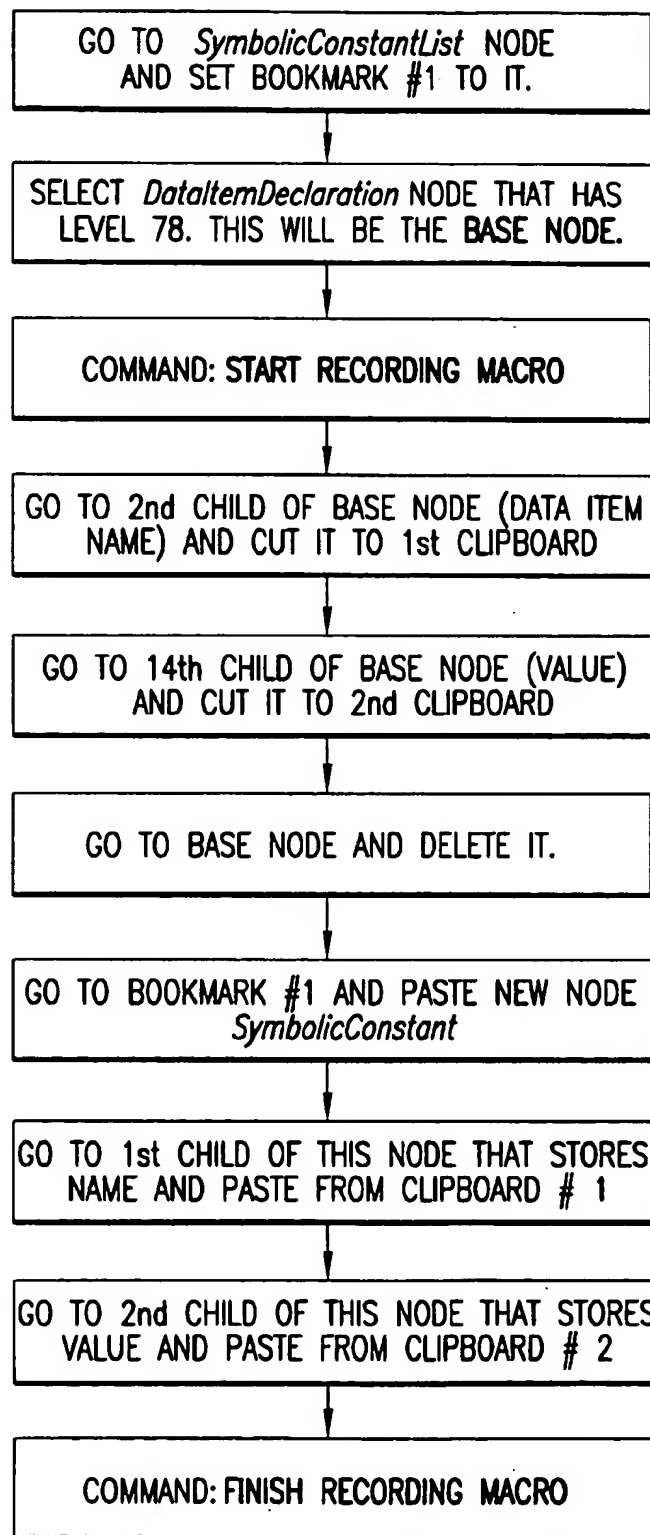 GO TO SymbolicConstantList NODE
AND SET BOOKMARK #1 TO IT.
SELECT DataItemDeclaration NODE THAT HAS
LEVEL 78. THIS WILL BE THE BASE NODE.
COMMAND: START RECORDING MACRO
GO TO 2nd CHILD OF BASE NODE (DATA ITEM
NAME) AND CUT IT TO 1st CLIPBOARD
GO TO 14th CHILD OF BASE NODE (VALUE)
AND CUT IT TO 2nd CLIPBOARD
GO TO BASE NODE AND DELETE IT.
GO TO BOOKMARK #1 AND PASTE NEW NODE
SymbolicConstant
GO TO 1st CHILD OF THIS NODE THAT STORES
NAME AND PASTE FROM CLIPBOARD # 1
GO TO 2nd CHILD OF THIS NODE THAT STORES
VALUE AND PASTE FROM CLIPBOARD # 2
COMMAND: FINISH RECORDING MACRO